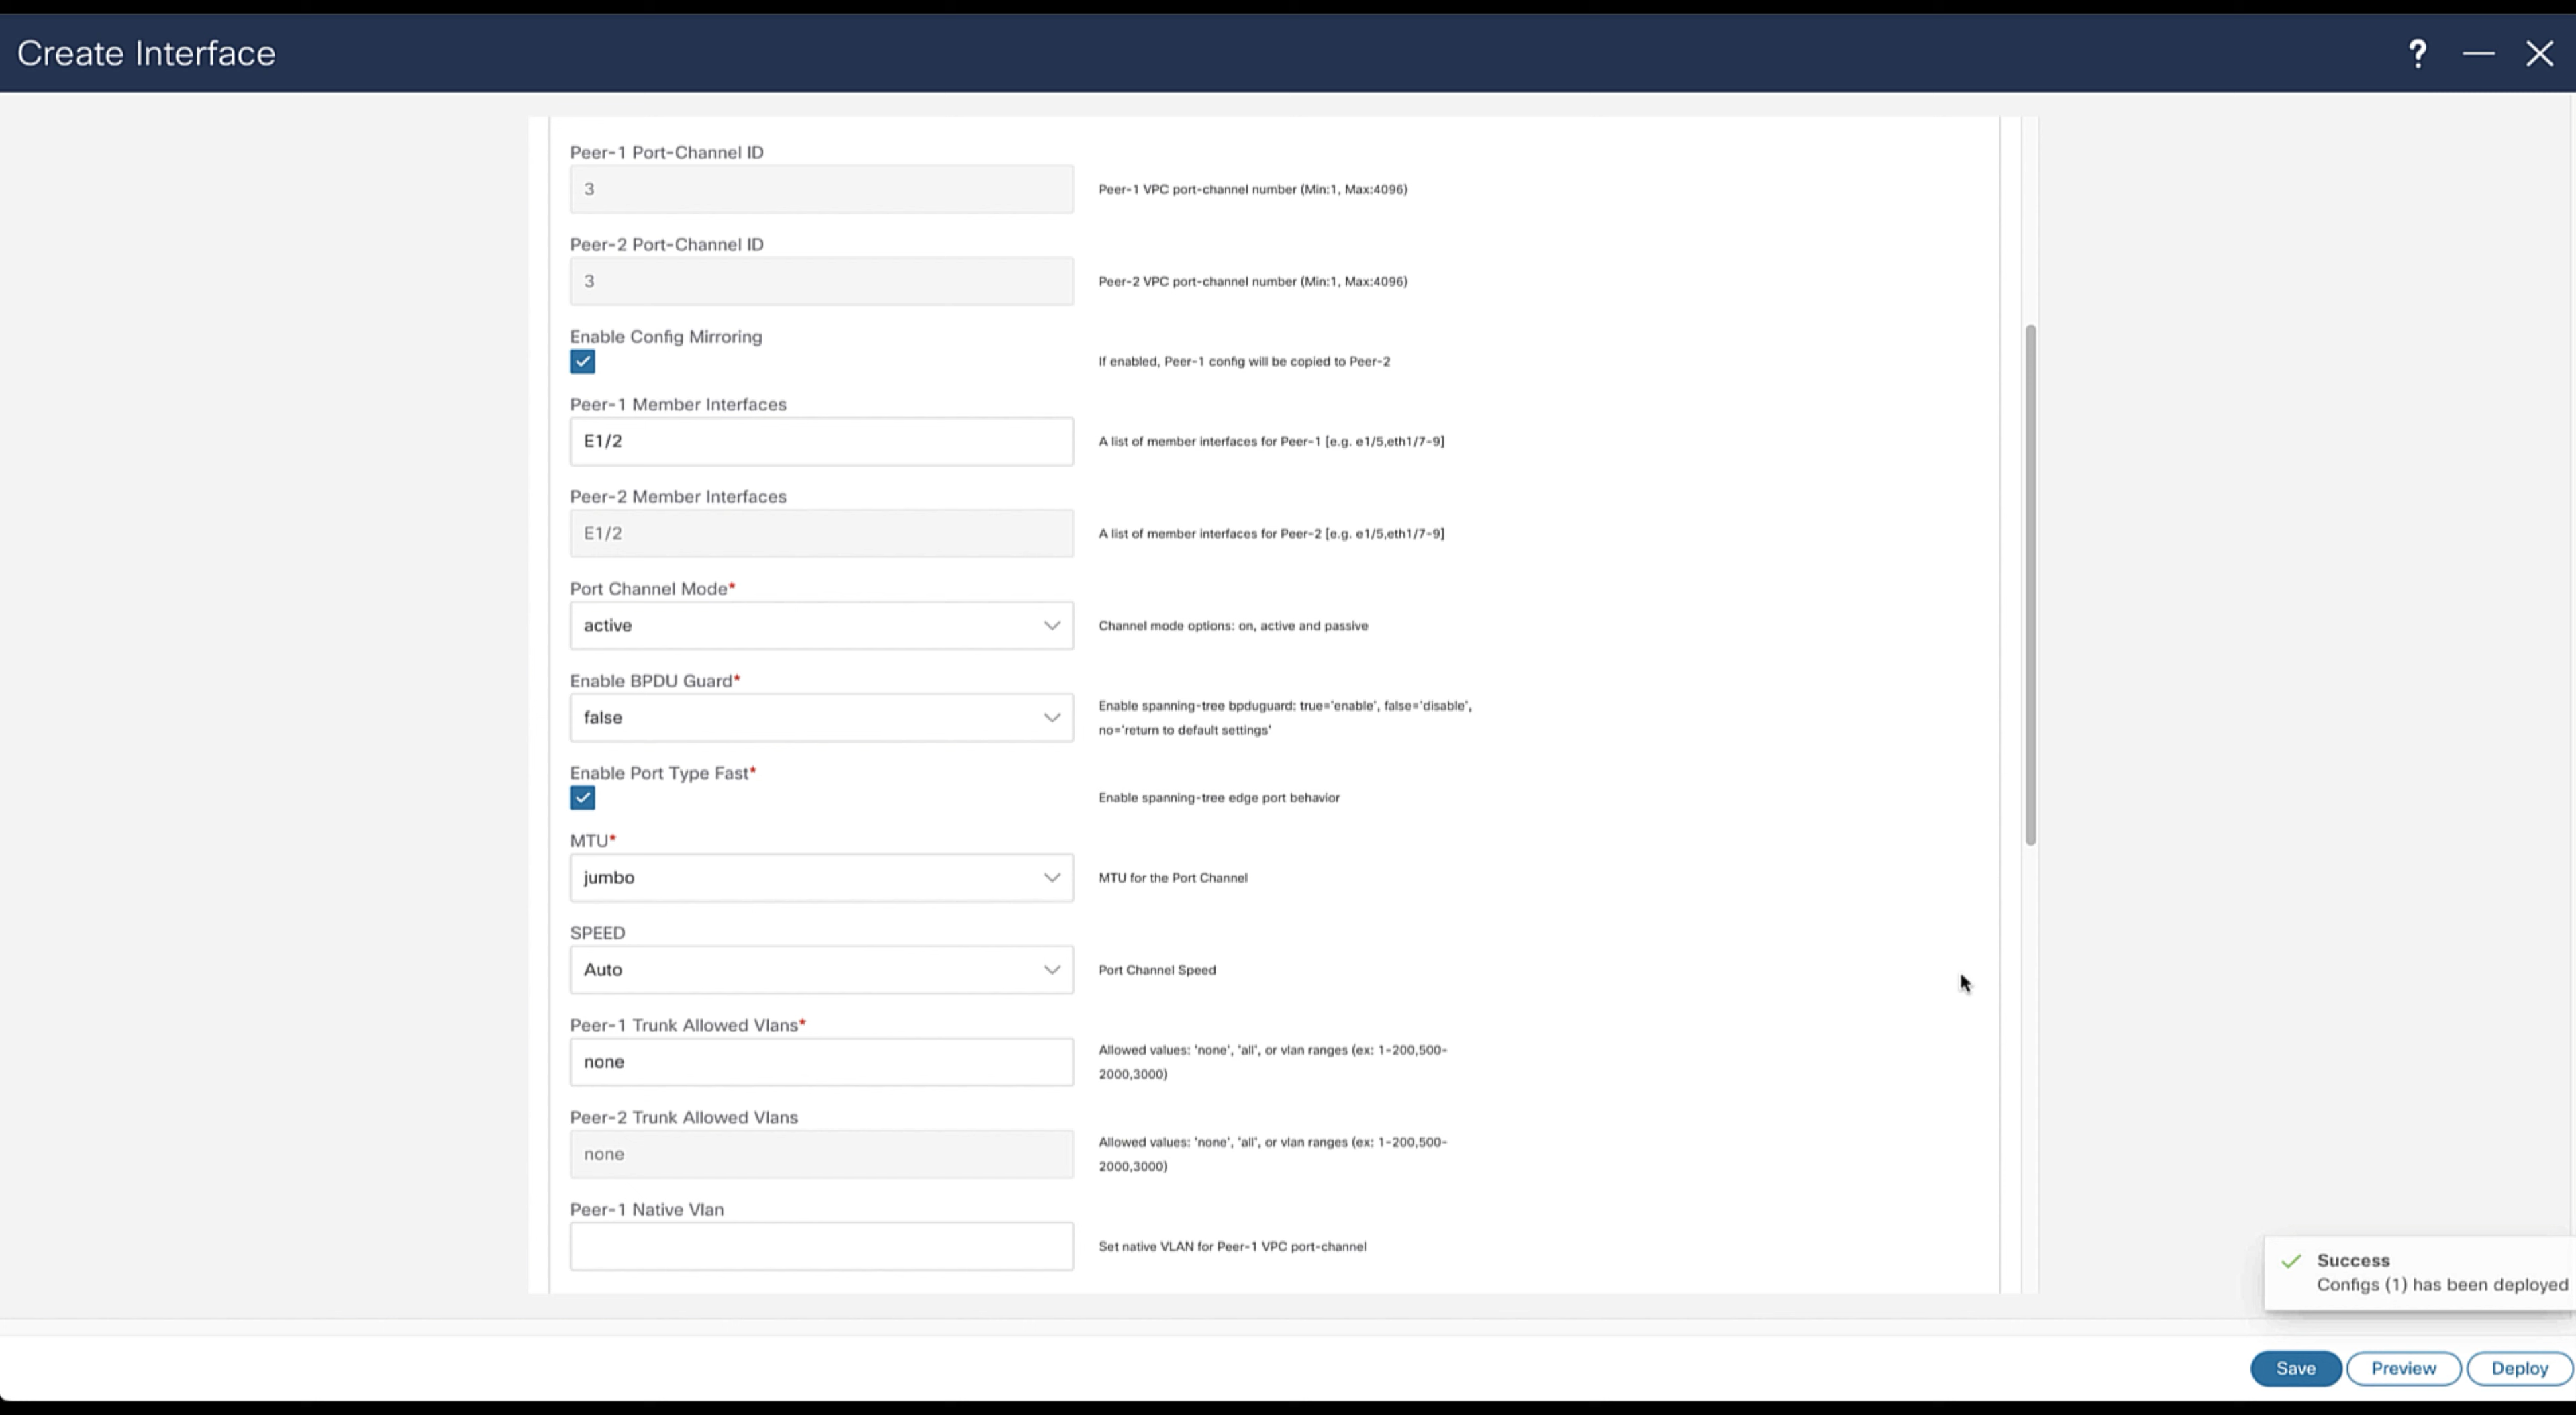 Create Interface
?
Peer-1 Port-Channel ID
3
Peer-1 VPC port-channel number (Min:1, Max:4096)
Peer-2 Port-Channel ID
3
Peer-2 VPC port-channel number (Min:1, Max:4096)
Enable Config Mirroring
If enabled, Peer-1 config will be copied to Peer-2
Peer-1 Member Interfaces
E1/2
A list of member interfaces for Peer-1 [e.g. e1/5,eth1/7-9]
Peer-2 Member Interfaces
E1/2
A list of member interfaces for Peer-2 [e.g. e1/5,eth1/7-9]
Port Channel Mode*
active
Channel mode options: on, active and passive
Enable BPDU Guard*
false
Enable spanning-tree bpduguard: true='enable', false='disable',
no='return to default settings'
Enable Port Type Fast*
Enable spanning-tree edge port behavior
MTU*
jumbo
MTU for the Port Channel
SPEED
Auto
Port Channel Speed
Peer-1 Trunk Allowed Vlans*
none
Allowed values: 'none', 'all', or vlan ranges (ex: 1-200,500-
2000,3000)
Peer-2 Trunk Allowed Vlans
none
Allowed values: 'none', 'all', or vlan ranges (ex: 1-200,500-
2000,3000)
Peer-1 Native Vlan
Set native VLAN for Peer-1 VPC port-channel
Success
Configs (1) has been deployed
Save
Preview
Deploy